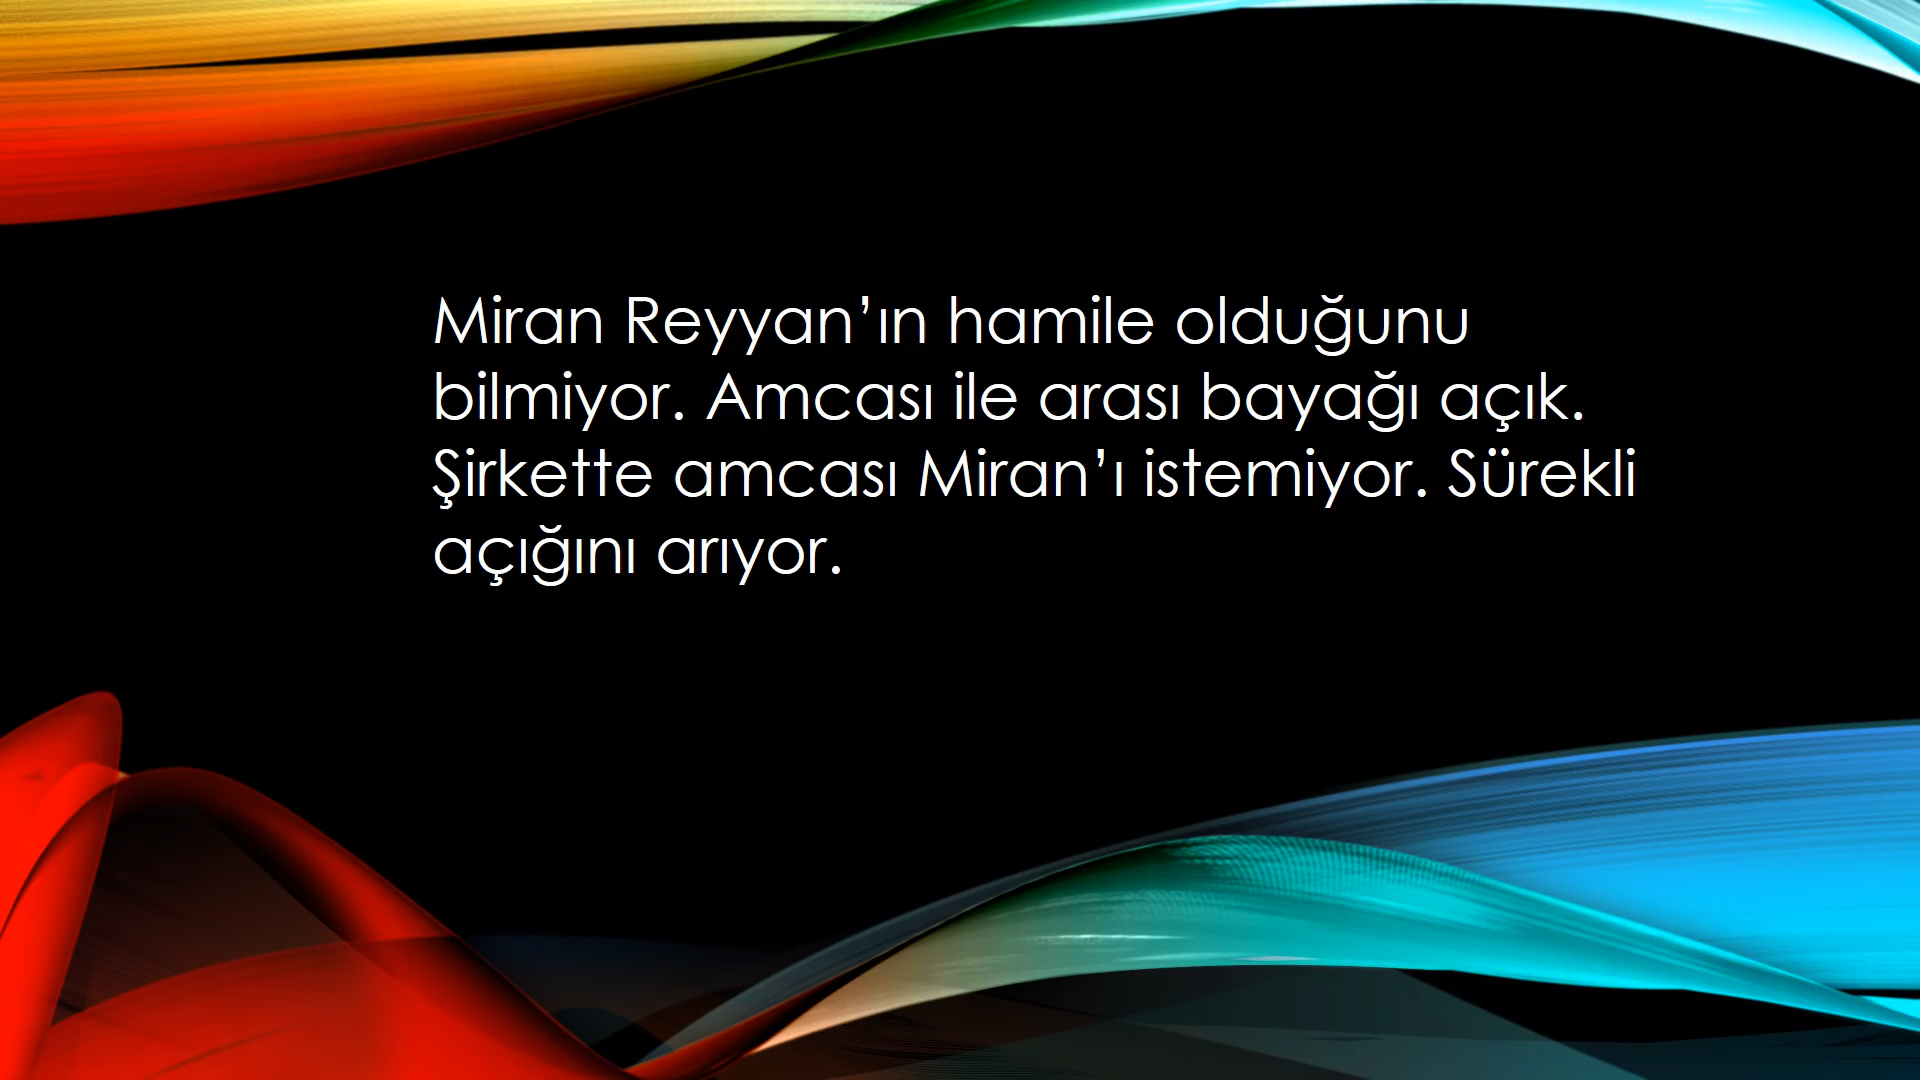 Miran Reyyan’ın hamile olduğunu
bilmiyor. Amcası ile arası bayağı açık.
Şirkette amcası Miran’ı istemiyor. Sürekli
açığını arıyor.